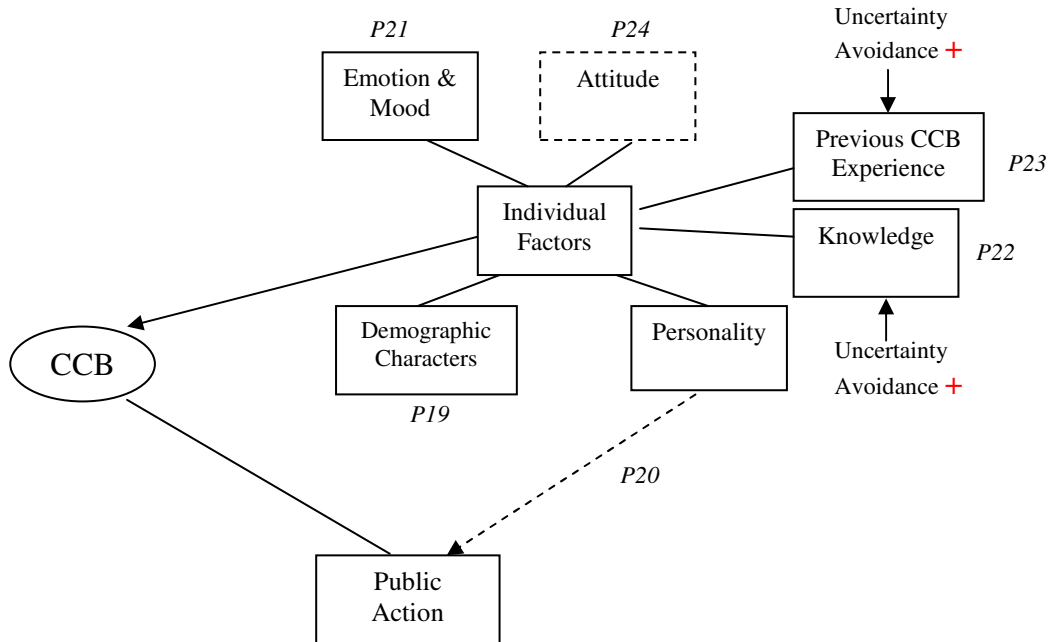 P21
P24
Uncertainty
Avoidance +
Emotion &
Mood
Attitude
Previous CCB
Experience
P23
Individual
Factors
Knowledge
P22
Demographic
Characters
Personality
Uncertainty
Avoidance +
CCB
P19
P20
Public
Action